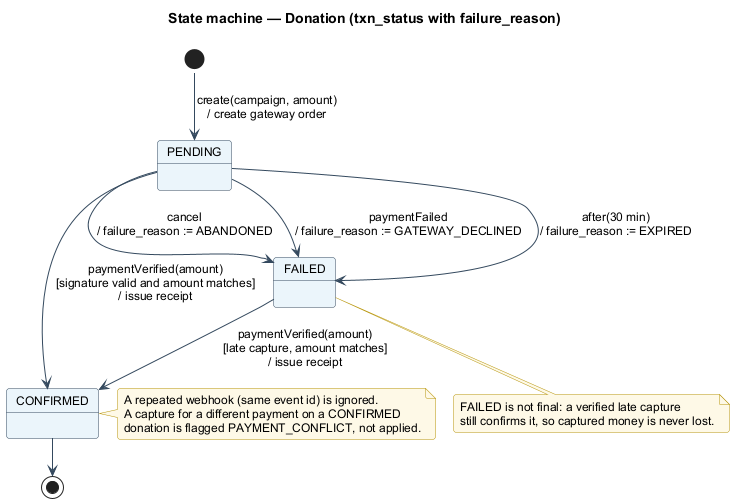 State machine — Donation (txn_status with failure_reason)
create(campaign, amount)
/ create gateway order
PENDING
cancel
/ failure_reason := ABANDONED
paymentFailed
/ failure_reason := GATEWAY_DECLINED
after(30 min)
/ failure_reason := EXPIRED
paymentVerified(amount)
[signature valid and amount matches]
/ issue receipt
FAILED
paymentVerified(amount)
[late capture, amount matches]
/ issue receipt
CONFIRMED
A repeated webhook (same event id) is ignored.
A capture for a different payment on a CONFIRMED
donation is flagged PAYMENT_CONFLICT, not applied.
FAILED is not final: a verified late capture
still confirms it, so captured money is never lost.